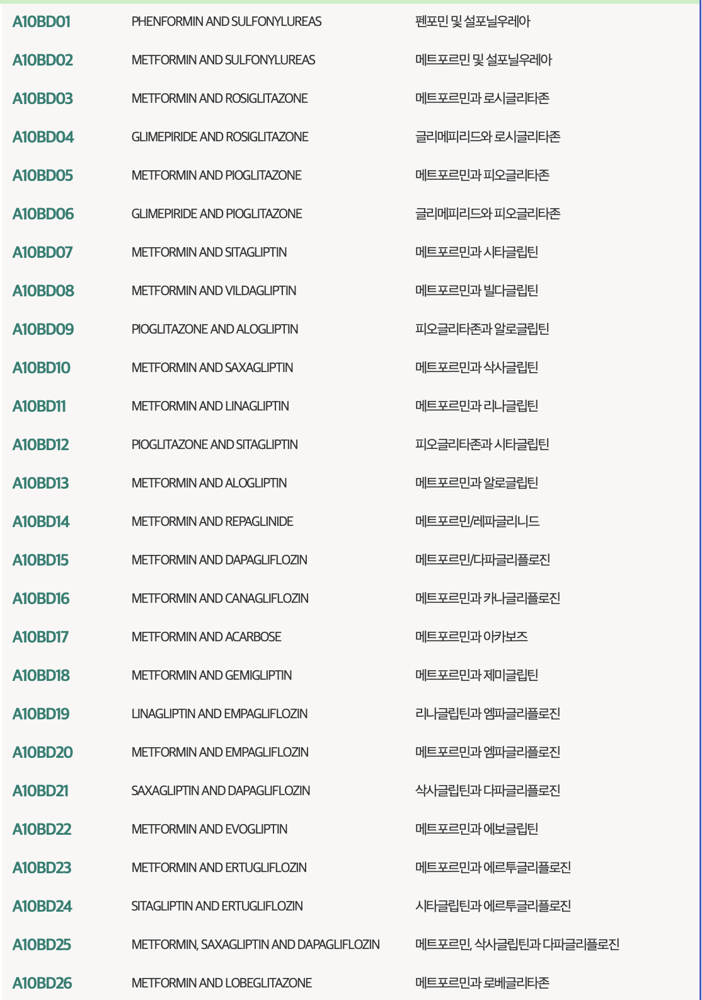 A10BD01 PHENFORMIN AND SULFONYLUREAS 펜포민 및 설포닐우레아
A10BD02 METFORMIN AND SULFONYLUREAS 메트포르민 및 설포닐우레아
A10BD03 METFORMIN AND ROSIGLITAZONE 메트포르민과 로시글리타존
A10BD04 GLIMEPIRIDE AND ROSIGLITAZONE 글리메피리드와 로시글리타존
A10BD05 METFORMIN AND PIOGLITAZONE 메트포르민과 피오글리타존
A10BD06 GLIMEPIRIDE AND PIOGLITAZONE 글리메피리드와 피오글리타존
A10BD07 METFORMIN AND SITAGLIPTIN 메트포르민과 시타글립틴
A10BD08 METFORMIN AND VILDAGLIPTIN 메트포르민과 빌다글립틴
A10BD09 PIOGLITAZONE AND ALOGLIPTIN 피오글리타존과 알로글립틴
A10BD10 METFORMIN AND SAXAGLIPTIN 메트포르민과 삭사글립틴
A10BD11 METFORMIN AND LINAGLIPTIN 메트포르민과 리나글립틴
A10BD12 PIOGLITAZONE AND SITAGLIPTIN 피오글리타존과 시타글립틴
A10BD13 METFORMIN AND ALOGLIPTIN 메트포르민과 알로글립틴
A10BD14 METFORMIN AND REPAGLINIDE 메트포르민/레파글리니드
A10BD15 METFORMIN AND DAPAGLIFLOZIN 메트포르민/다파글리플로진
A10BD16 METFORMIN AND CANAGLIFLOZIN 메트포르민과 카나글리플로진
A10BD17 METFORMIN AND ACARBOSE 메트포르민과 아카보즈
A10BD18 METFORMIN AND GEMIGLIPTIN 메트포르민과 제미글립틴
A10BD19 LINAGLIPTIN AND EMPAGLIFLOZIN 리나글립틴과 엠파글리플로진
A10BD20 METFORMIN AND EMPAGLIFLOZIN 메트포르민과 엠파글리플로진
A10BD21 SAXAGLIPTIN AND DAPAGLIFLOZIN 삭사글립틴과 다파글리플로진
A10BD22 METFORMIN AND EVOGLIPTIN 메트포르민과 에보글립틴
A10BD23 METFORMIN AND ERTUGLIFLOZIN 메트포르민과 에르투글리플로진
A10BD24 SITAGLIPTIN AND ERTUGLIFLOZIN 시타글립틴과 에르투글리플로진
A10BD25 METFORMIN, SAXAGLIPTIN AND DAPAGLIFLOZIN 메트포르민, 삭사글립틴과 다파글리플로진
A10BD26 METFORMIN AND LOBEGLITAZONE 메트포르민과 로베글리타존